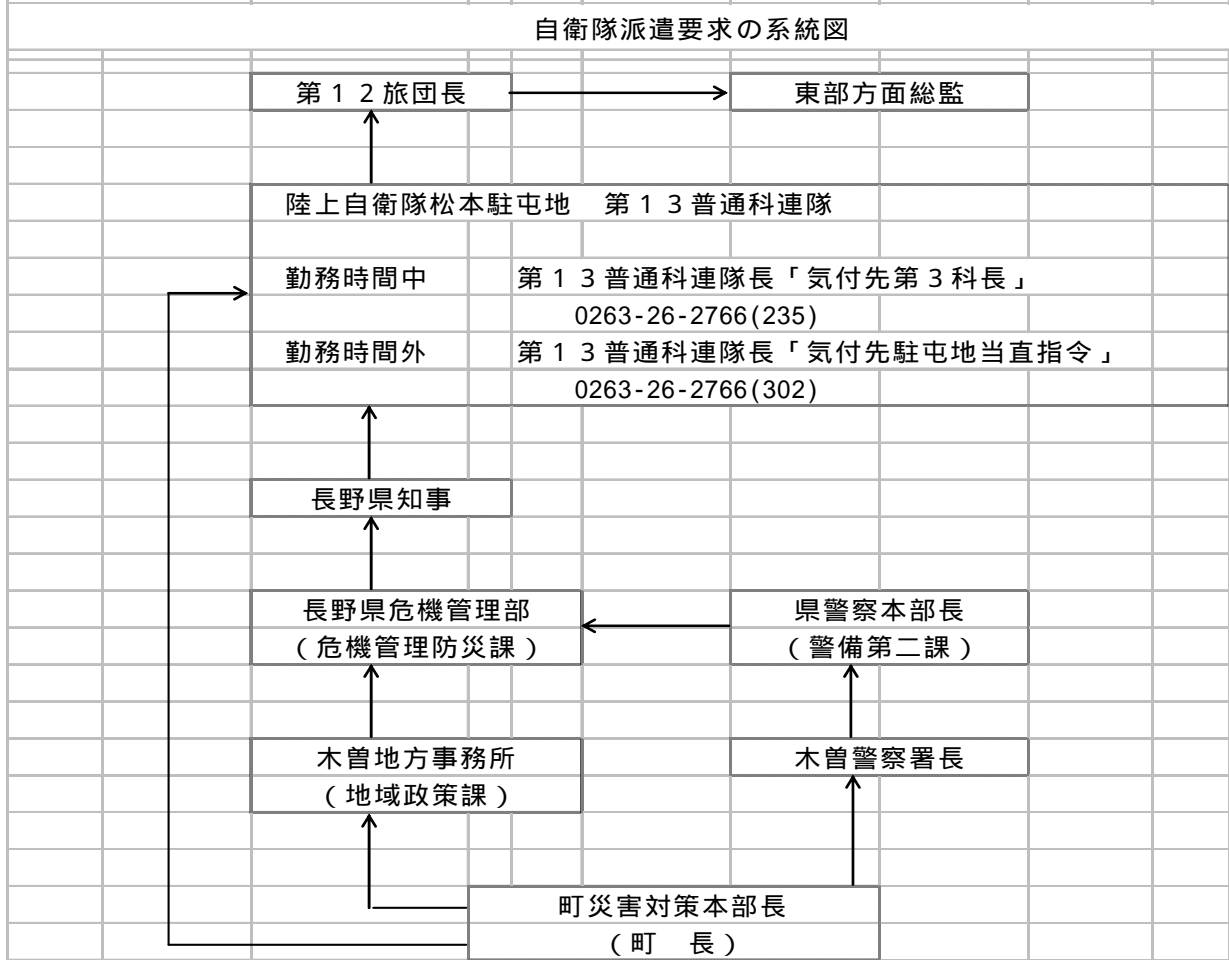 自衛隊派遣要求の系統図
第12旅団長
東部方面総監
陸上自衛隊松本駐屯地　第13普通科連隊
勤務時間中　第13普通科連隊長「気付先第3科長」
0263-26-2766(235)
勤務時間外　第13普通科連隊長「気付先駐屯地当直指令」
0263-26-2766(302)
長野県知事
長野県危機管理部
（危機管理防災課）
県警察本部長
（警備第二課）
木曽地方事務所
（地域政策課）
木曽警察署長
町災害対策本部長
（町　長）